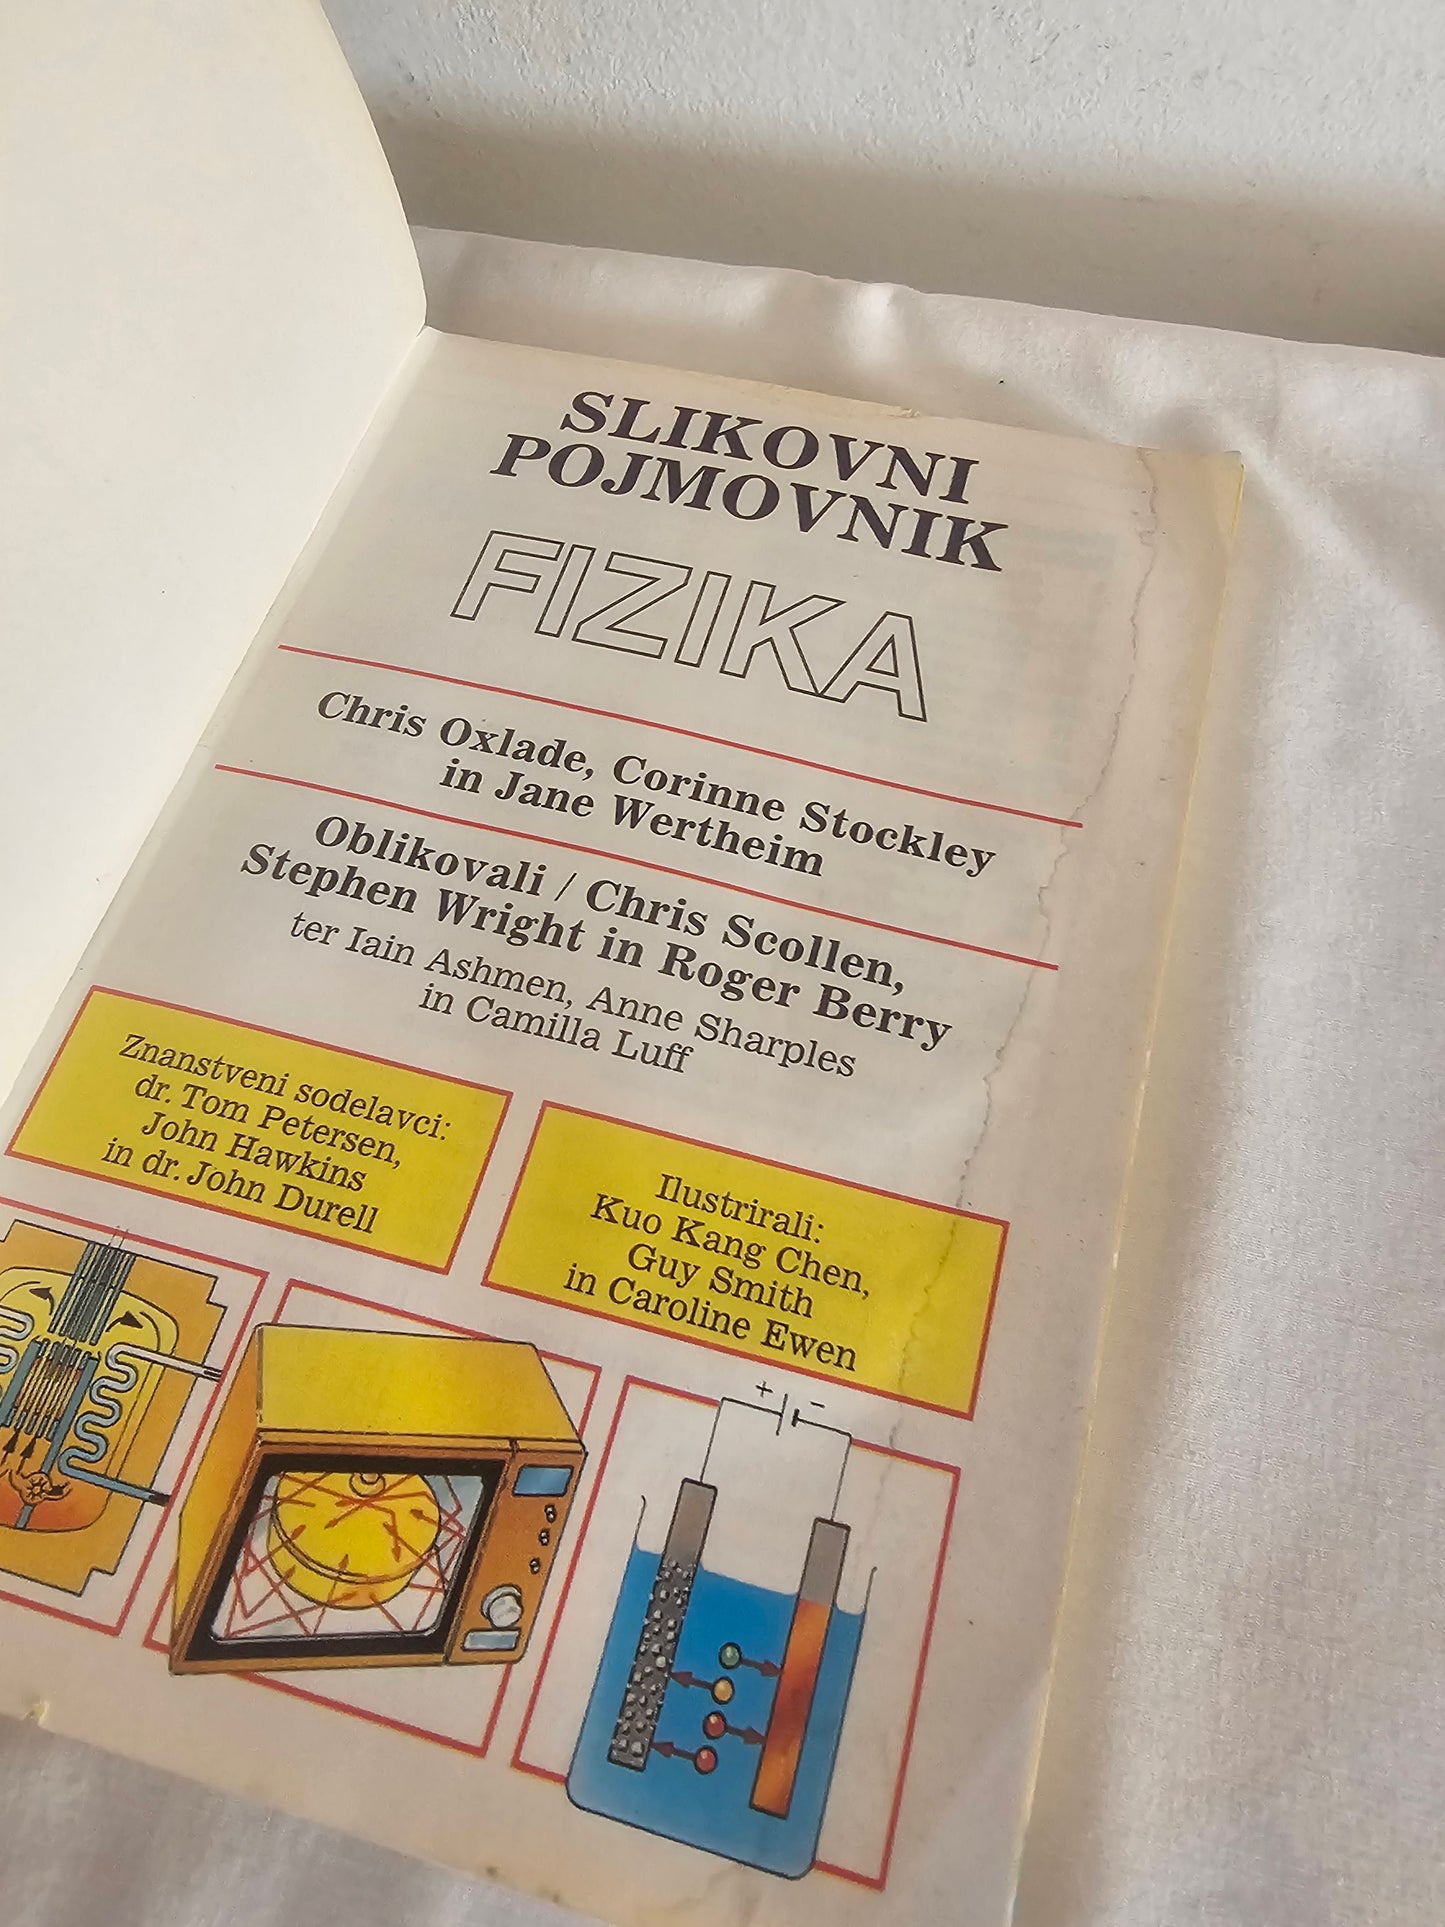 SLIKOVNI
POJMOVNIK
FIZIKA
Chris Oxlade, Corinne Stockley
in Jane Wertheim
Oblikovali / Chris Scollen,
Stephen Wright in Roger Berry
ter Iain Ashmen, Anne Sharples
in Camilla Luff
Znanstveni sodelavci:
dr. Tom Petersen,
John Hawkins
in dr. John Durell
Ilustrirali:
Kuo Kang Chen,
Guy Smith
in Caroline Ewen
+ −